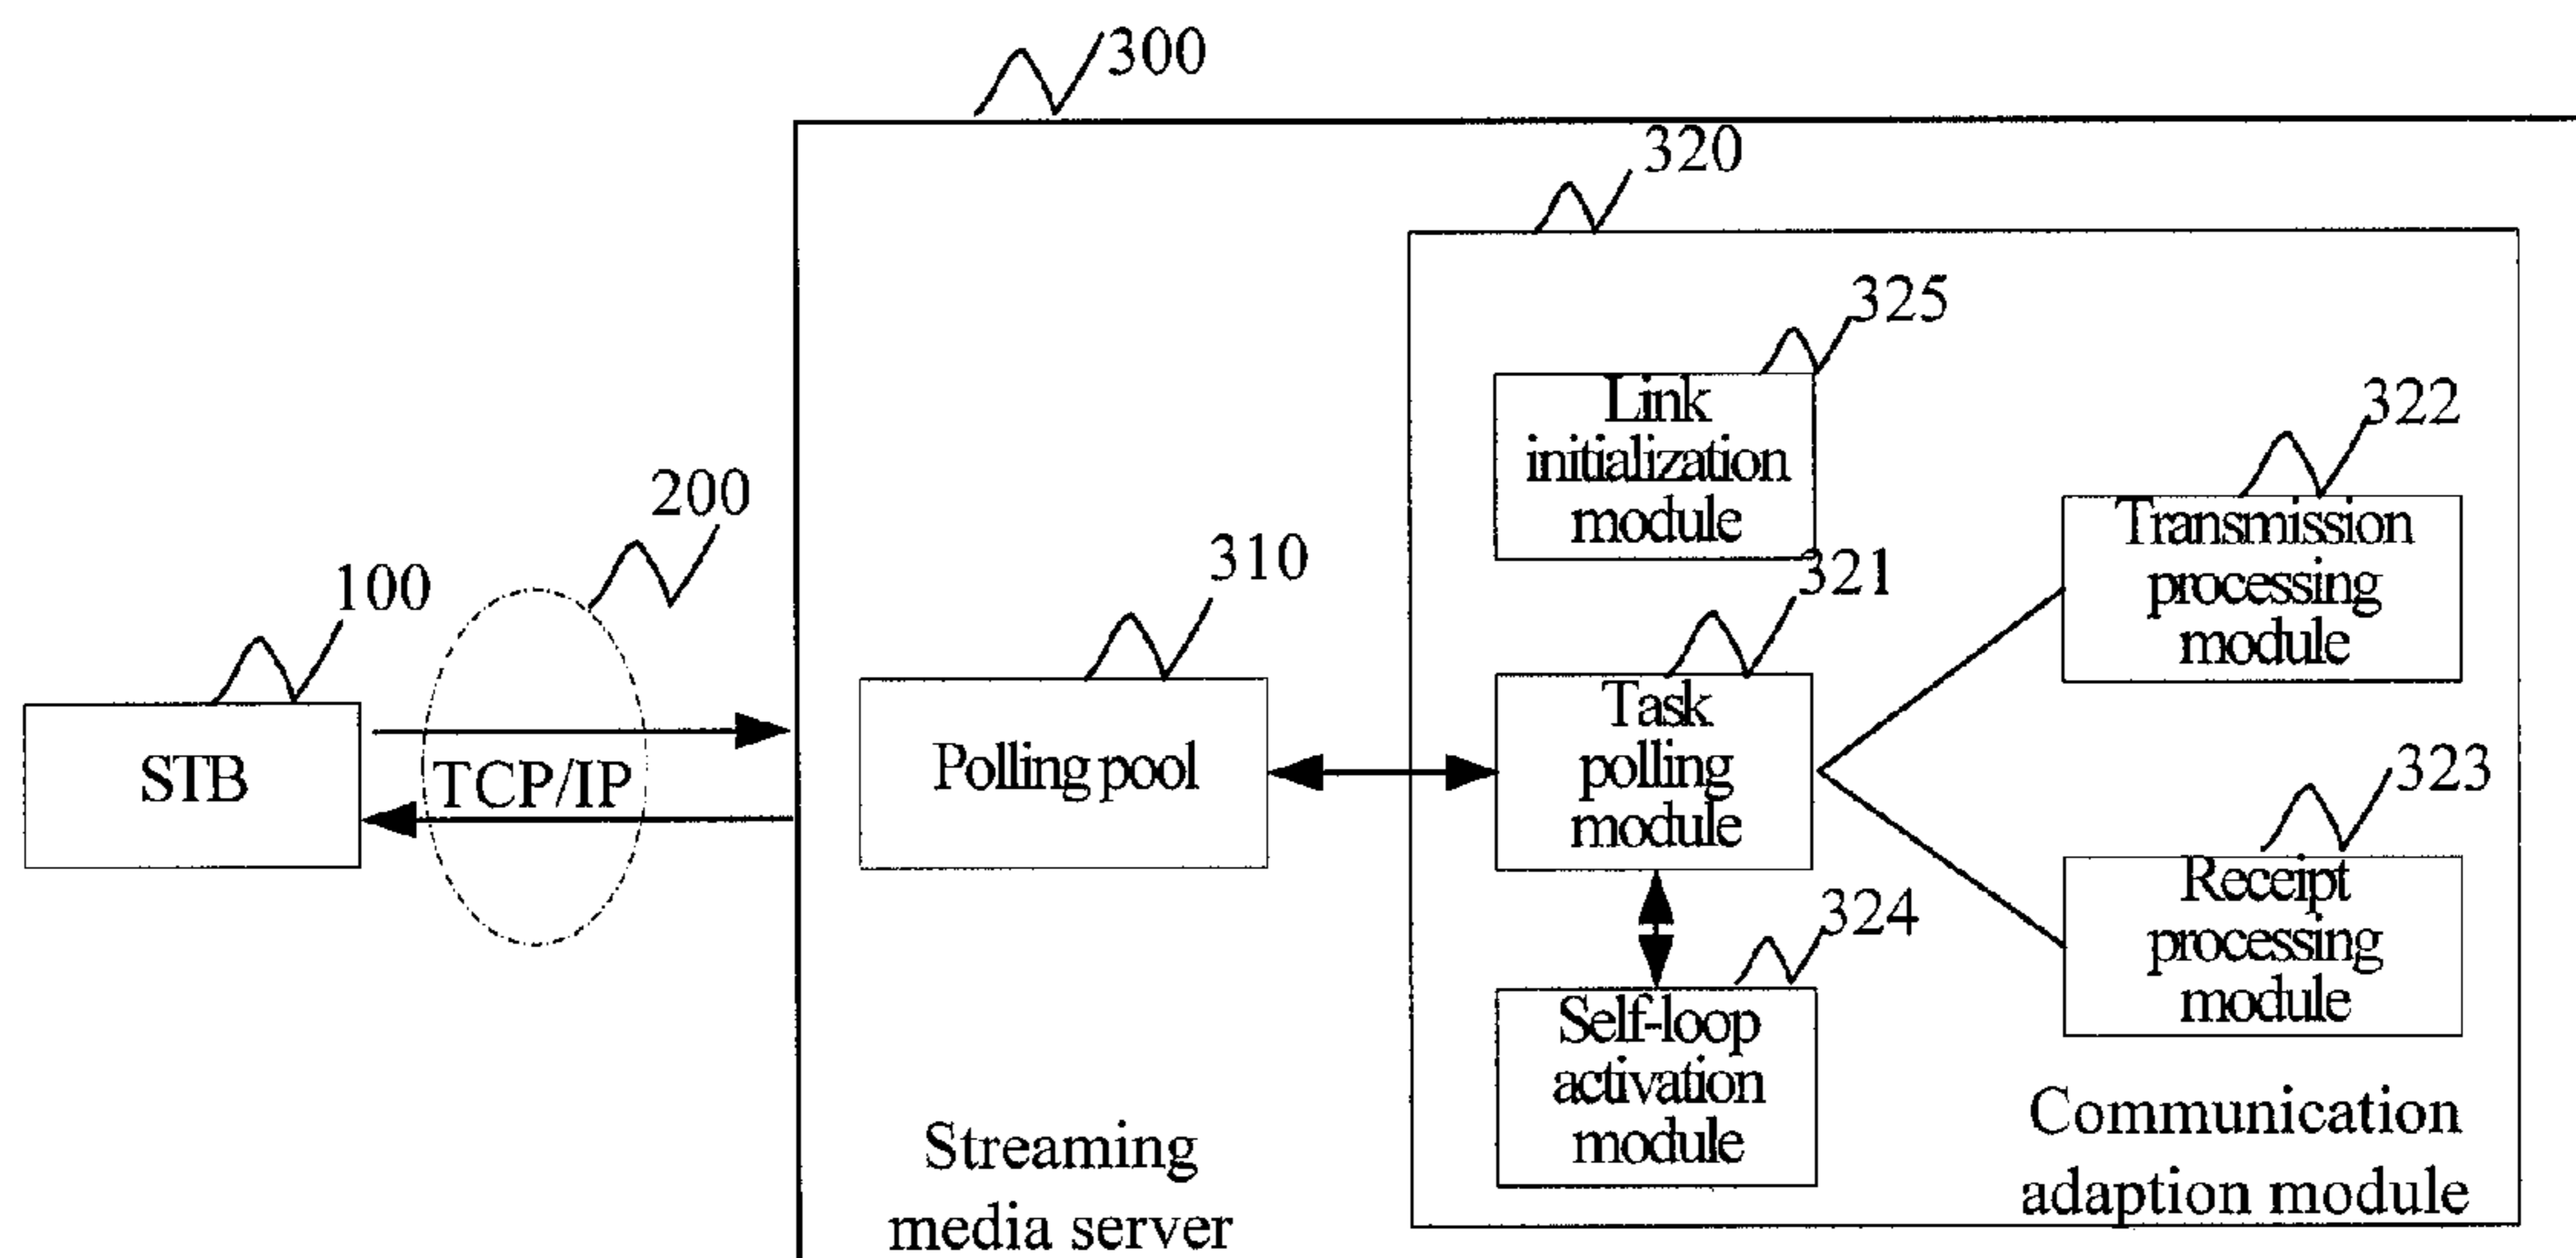 300
320
325
Link
initialization
module
322
Transmission
processing
module
200
310
321
100
STB
TCP/IP
Polling pool
Task
polling
module
323
Receipt
processing
module
324
Self-loop
activation
module
Communication
adaption module
Streaming
media server